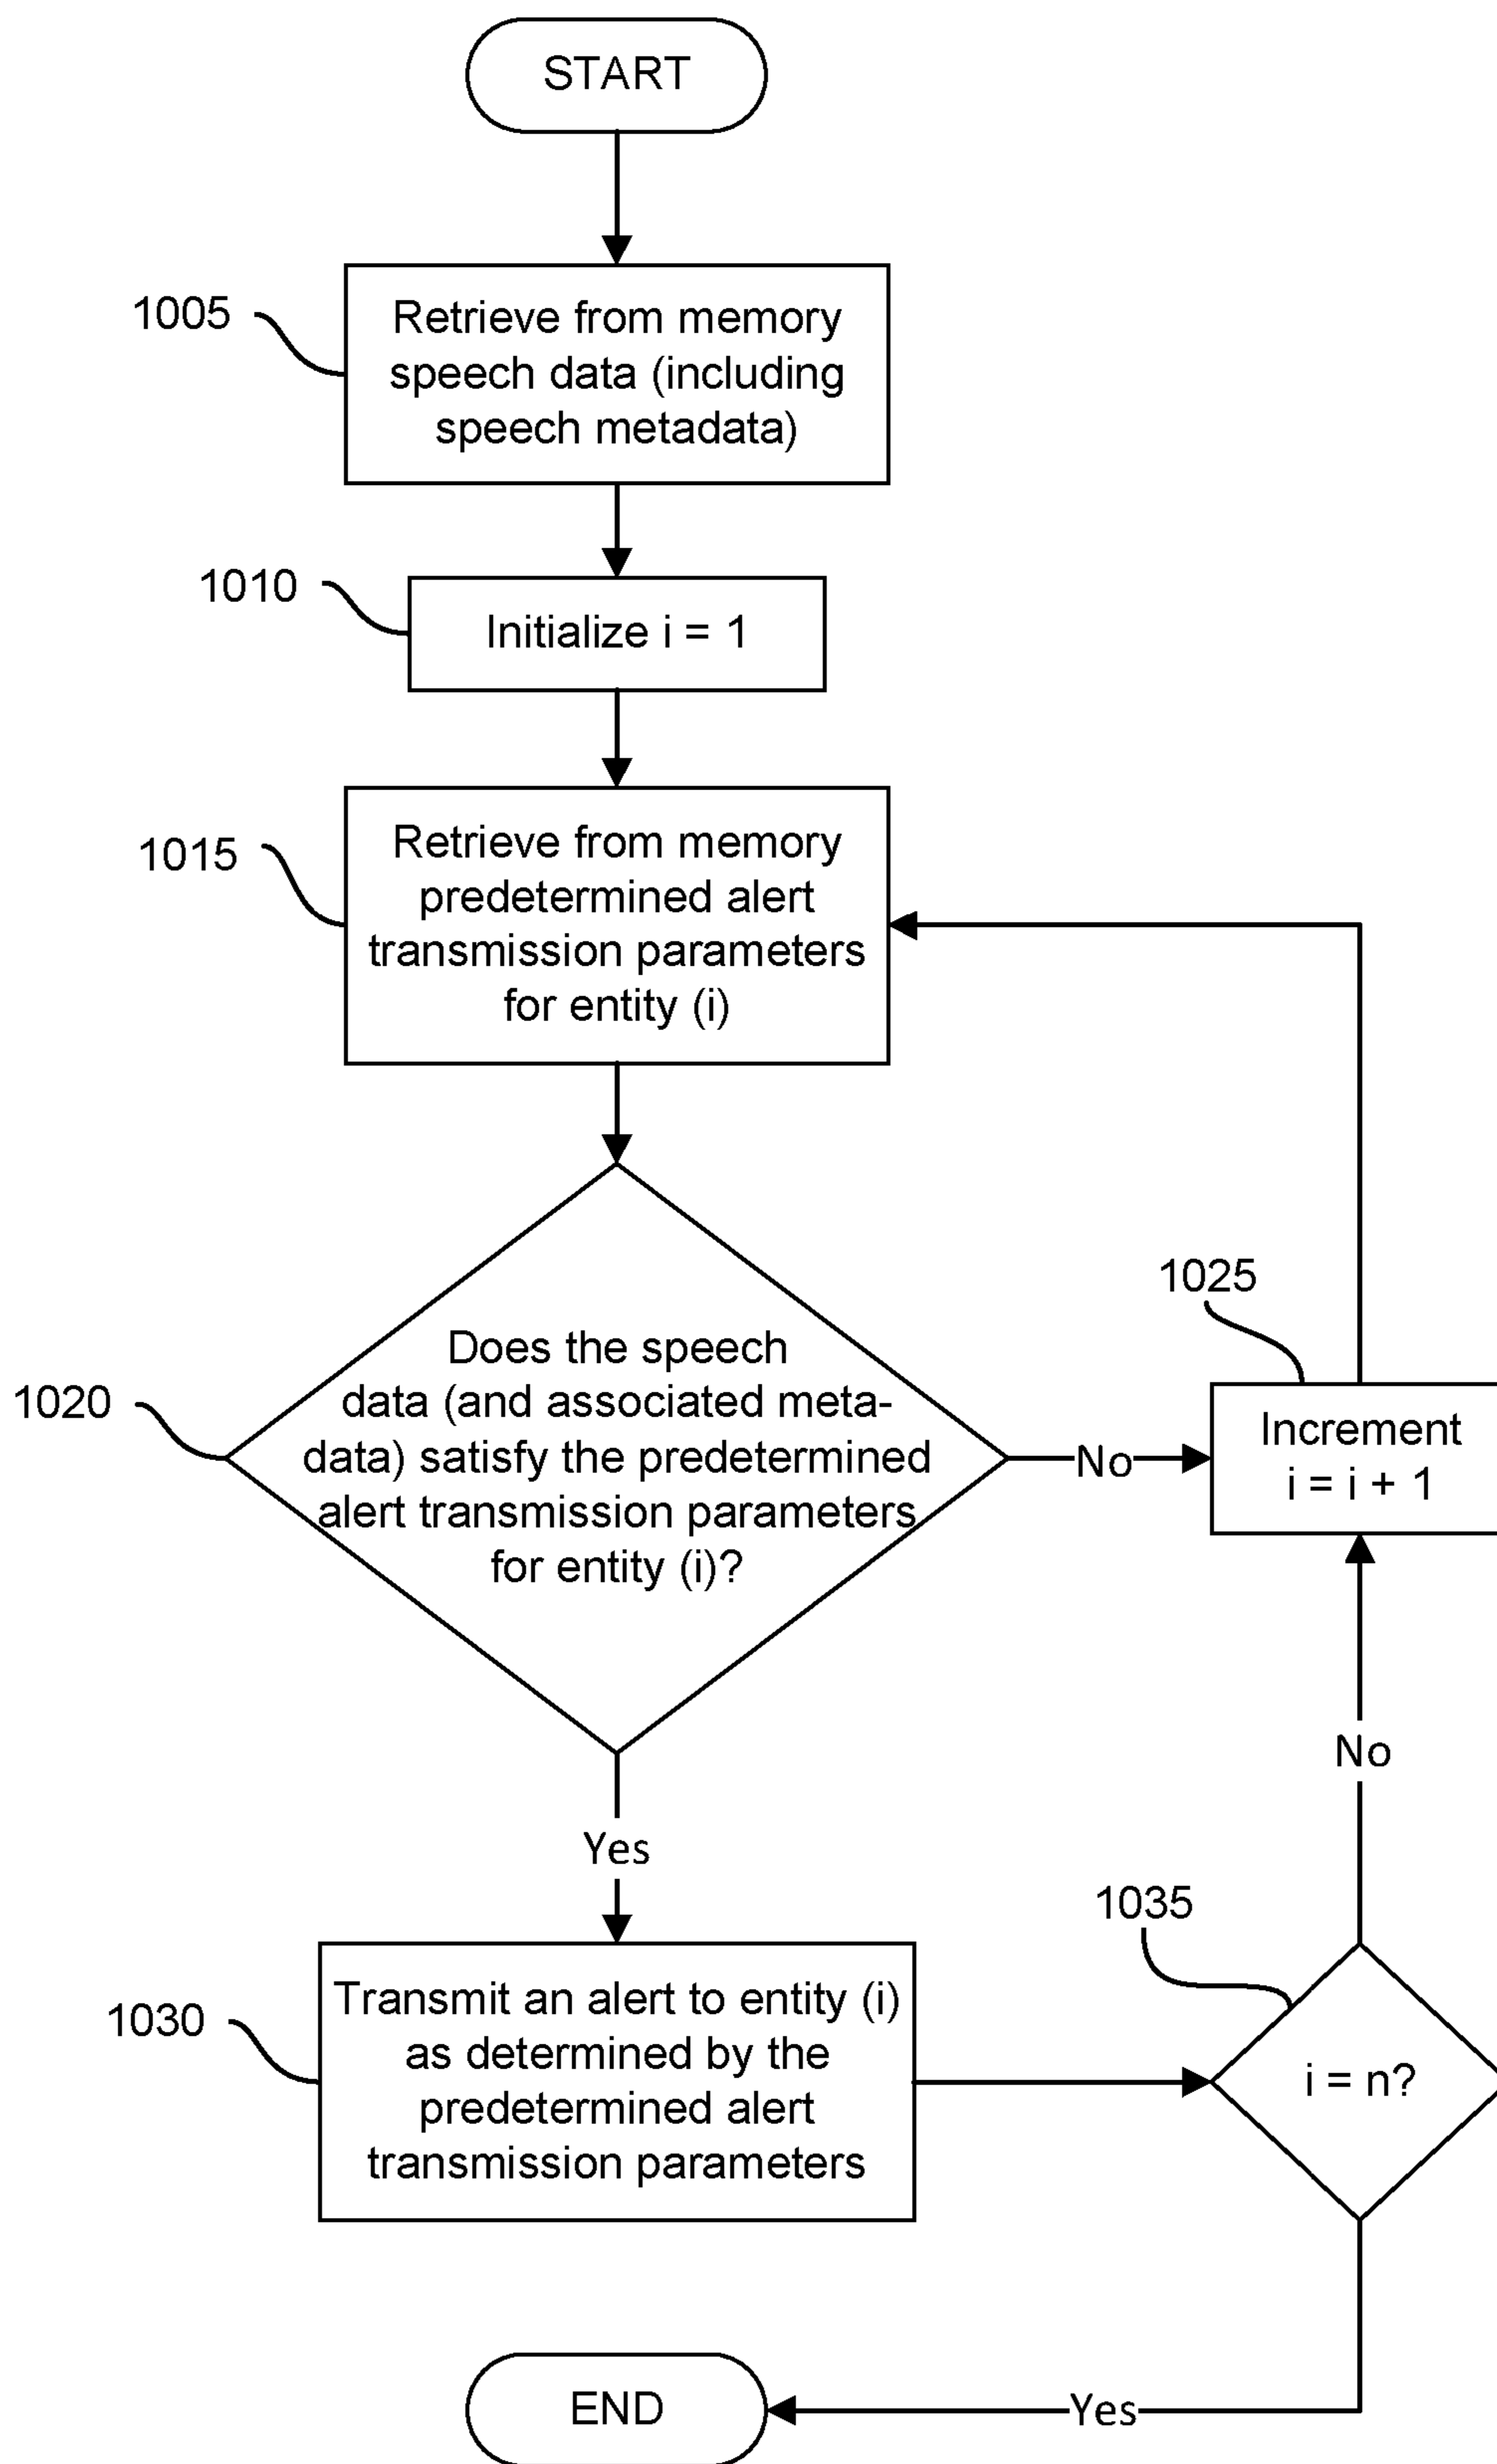 START
1005
Retrieve from memory
speech data (including
speech metadata)
1010
Initialize i = 1
1015
Retrieve from memory
predetermined alert
transmission parameters
for entity (i)
1020
Does the speech
data (and associated meta-
data) satisfy the predetermined
alert transmission parameters
for entity (i)?
No
1025
Increment
i = i + 1
Yes
No
1030
Transmit an alert to entity (i)
as determined by the
predetermined alert
transmission parameters
1035
i = n?
Yes
END